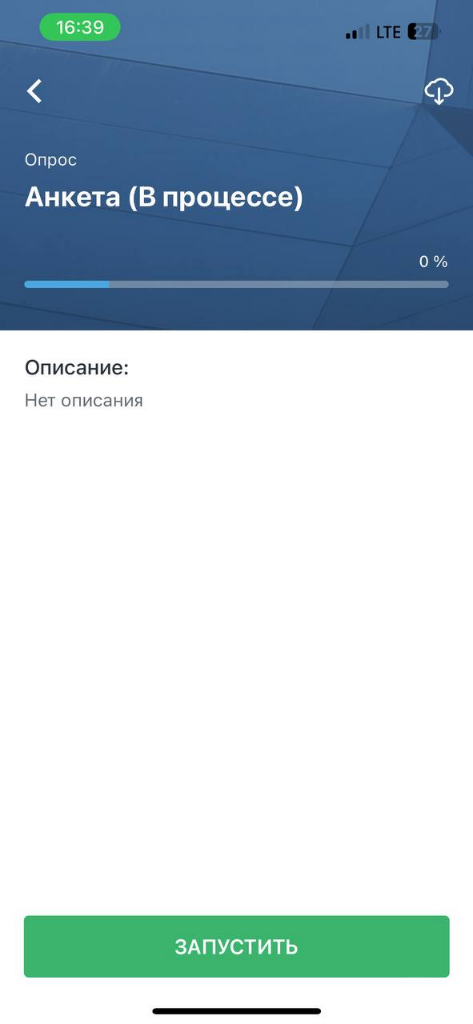 16:39
LTE 27
Опрос
Анкета (В процессе)
0 %
Описание:
Нет описания
ЗАПУСТИТЬ